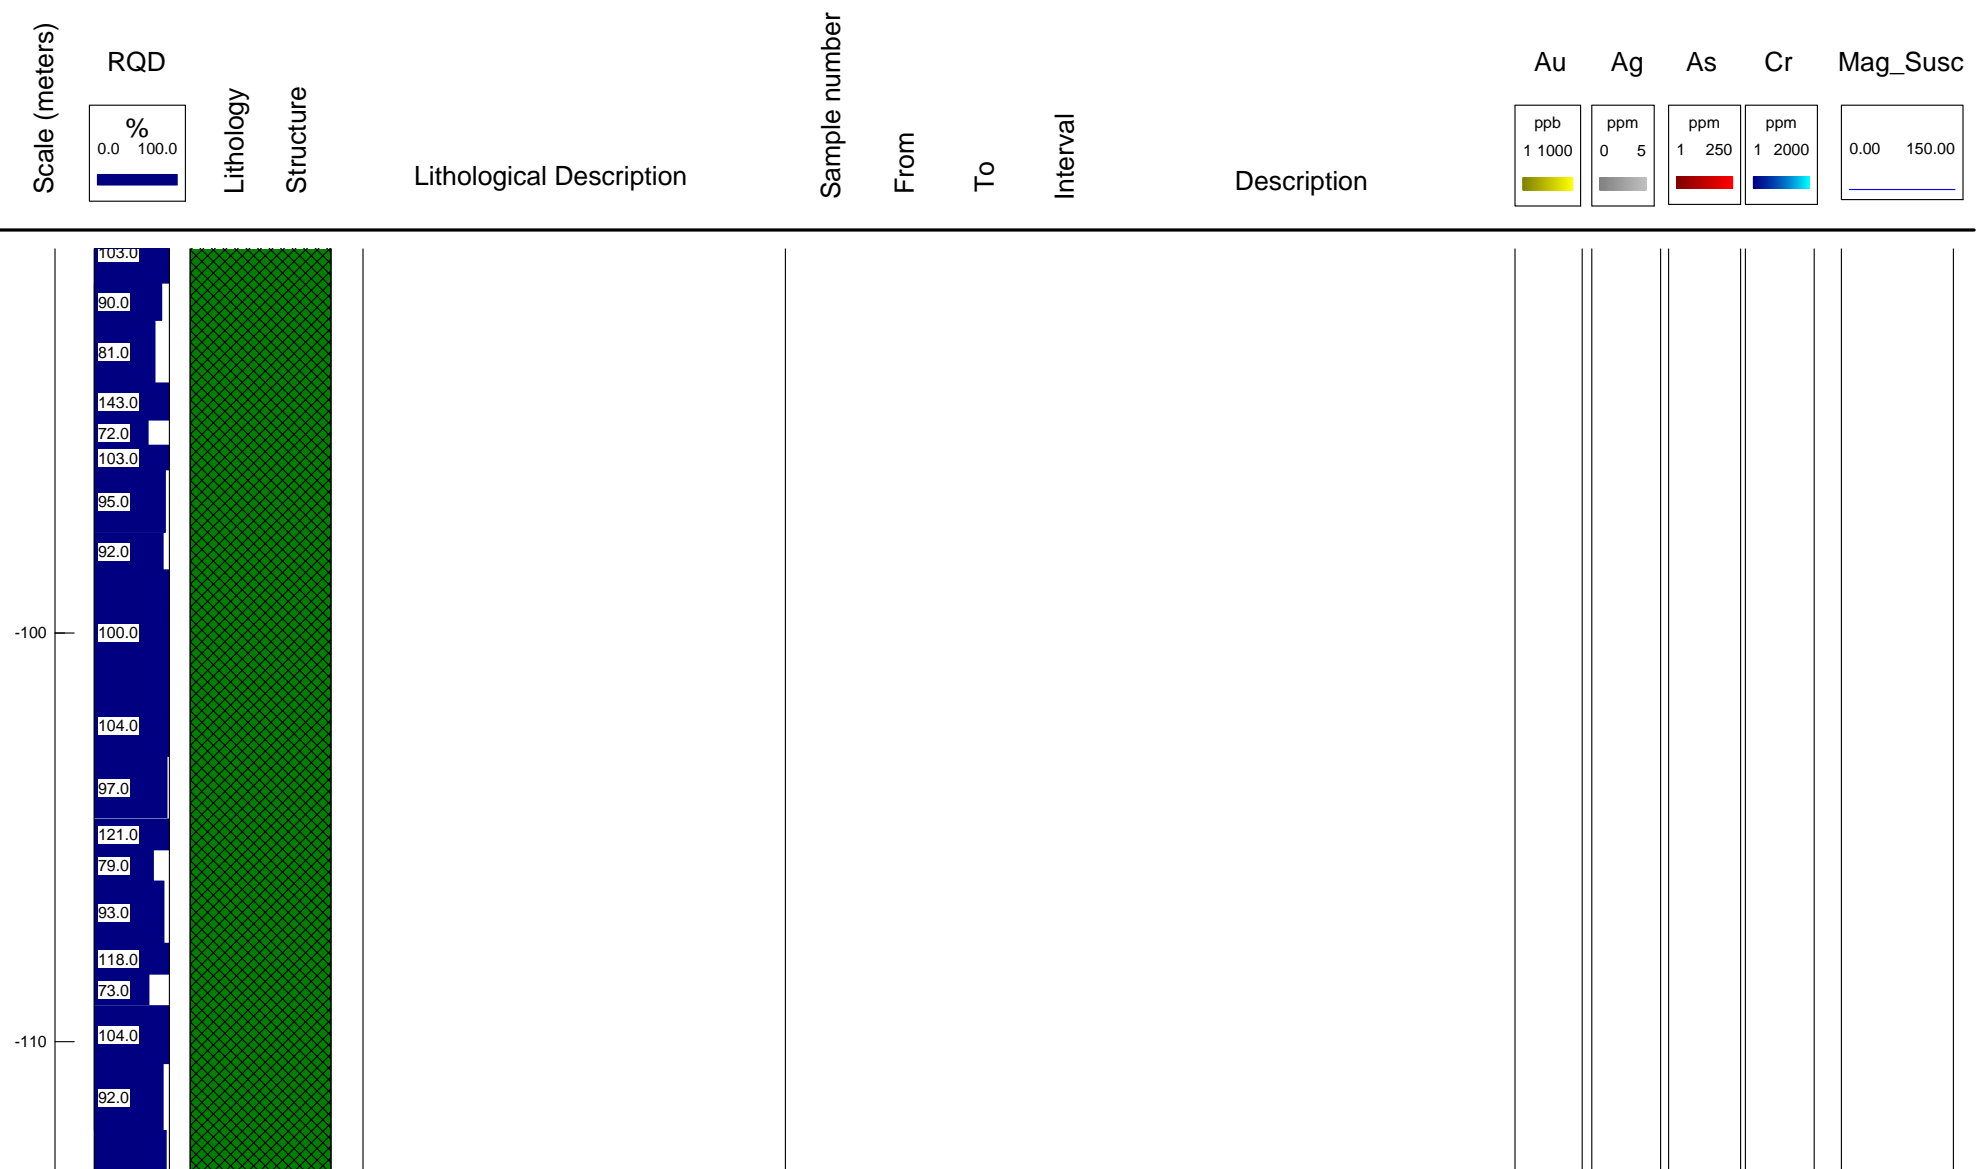 Scale (meters)
RQD
%
0.0 100.0
Lithology
Structure
Lithological Description
Sample number
From
To
Interval
Description
Au
ppb
1 1000
Ag
ppm
0 5
As
ppm
1 250
Cr
ppm
1 2000
Mag_Susc
0.00 150.00
103.0
90.0
81.0
143.0
72.0
103.0
95.0
92.0
-100
100.0
104.0
97.0
121.0
79.0
93.0
118.0
73.0
-110
104.0
92.0